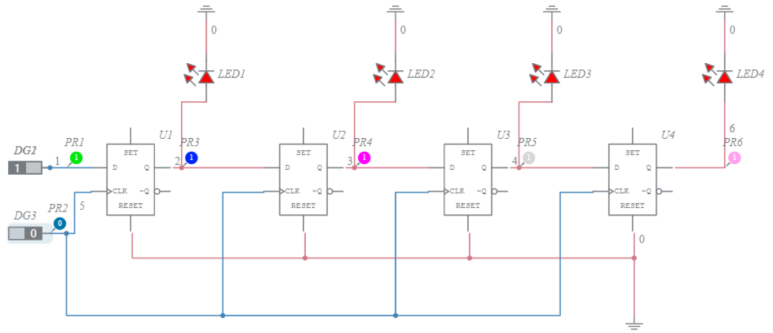 0 0 0 0
LED1 LED2 LED3 LED4
6
DG2 PR1 U1 PR3 U2 PR4 U3 PR5 U4 PR6
1 1 1 1 1 1
SET SET SET SET
1 D Q 2 D Q 3 D Q 4 D Q
CLK -Q CLK -Q CLK -Q CLK -Q
DG3 PR2 5 RESET RESET RESET RESET
0 0
0